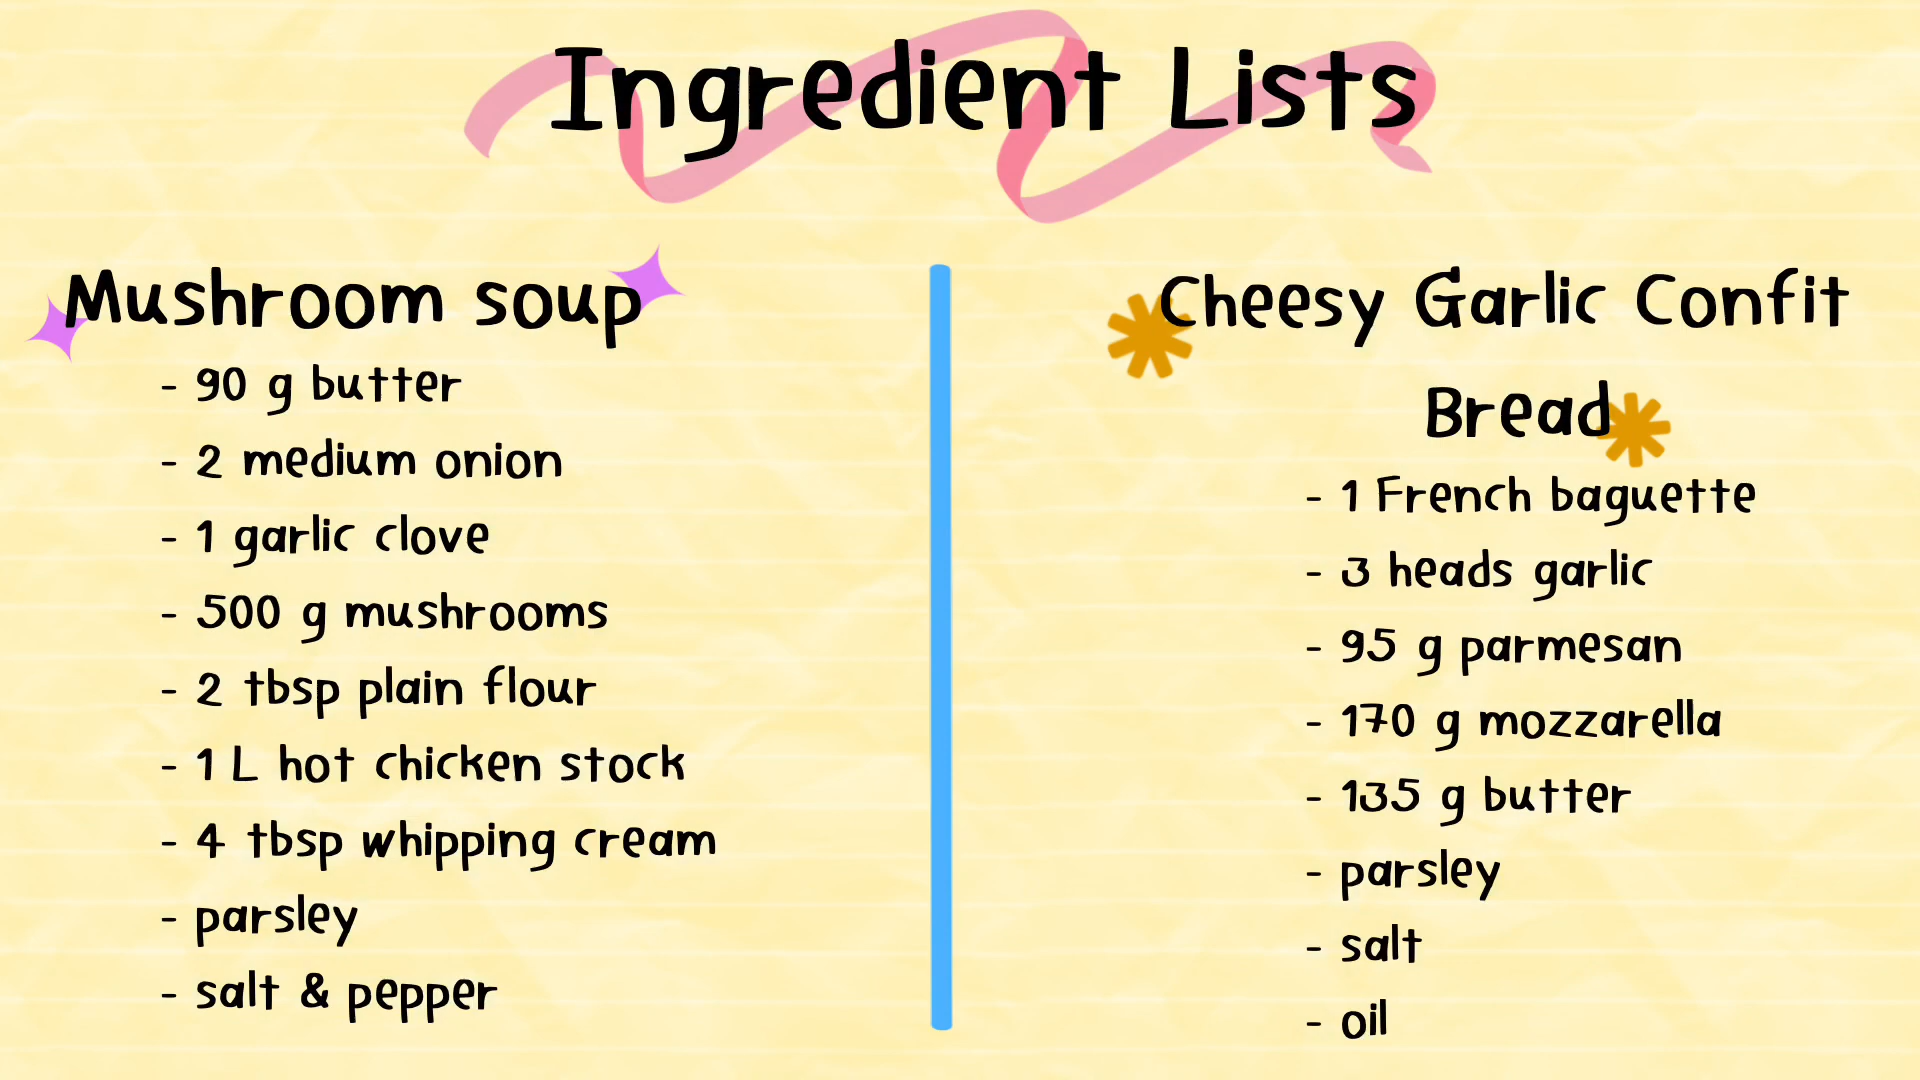 Ingredient Lists
Mushroom soup
- 90 g butter
- 2 medium onion
- 1 garlic clove
- 500 g mushrooms
- 2 tbsp plain flour
- 1 L hot chicken stock
- 4 tbsp whipping cream
- parsley
- salt & pepper
Cheesy Garlic Confit
Bread
- 1 French baguette
- 3 heads garlic
- 95 g parmesan
- 170 g mozzarella
- 135 g butter
- parsley
- salt
- oil